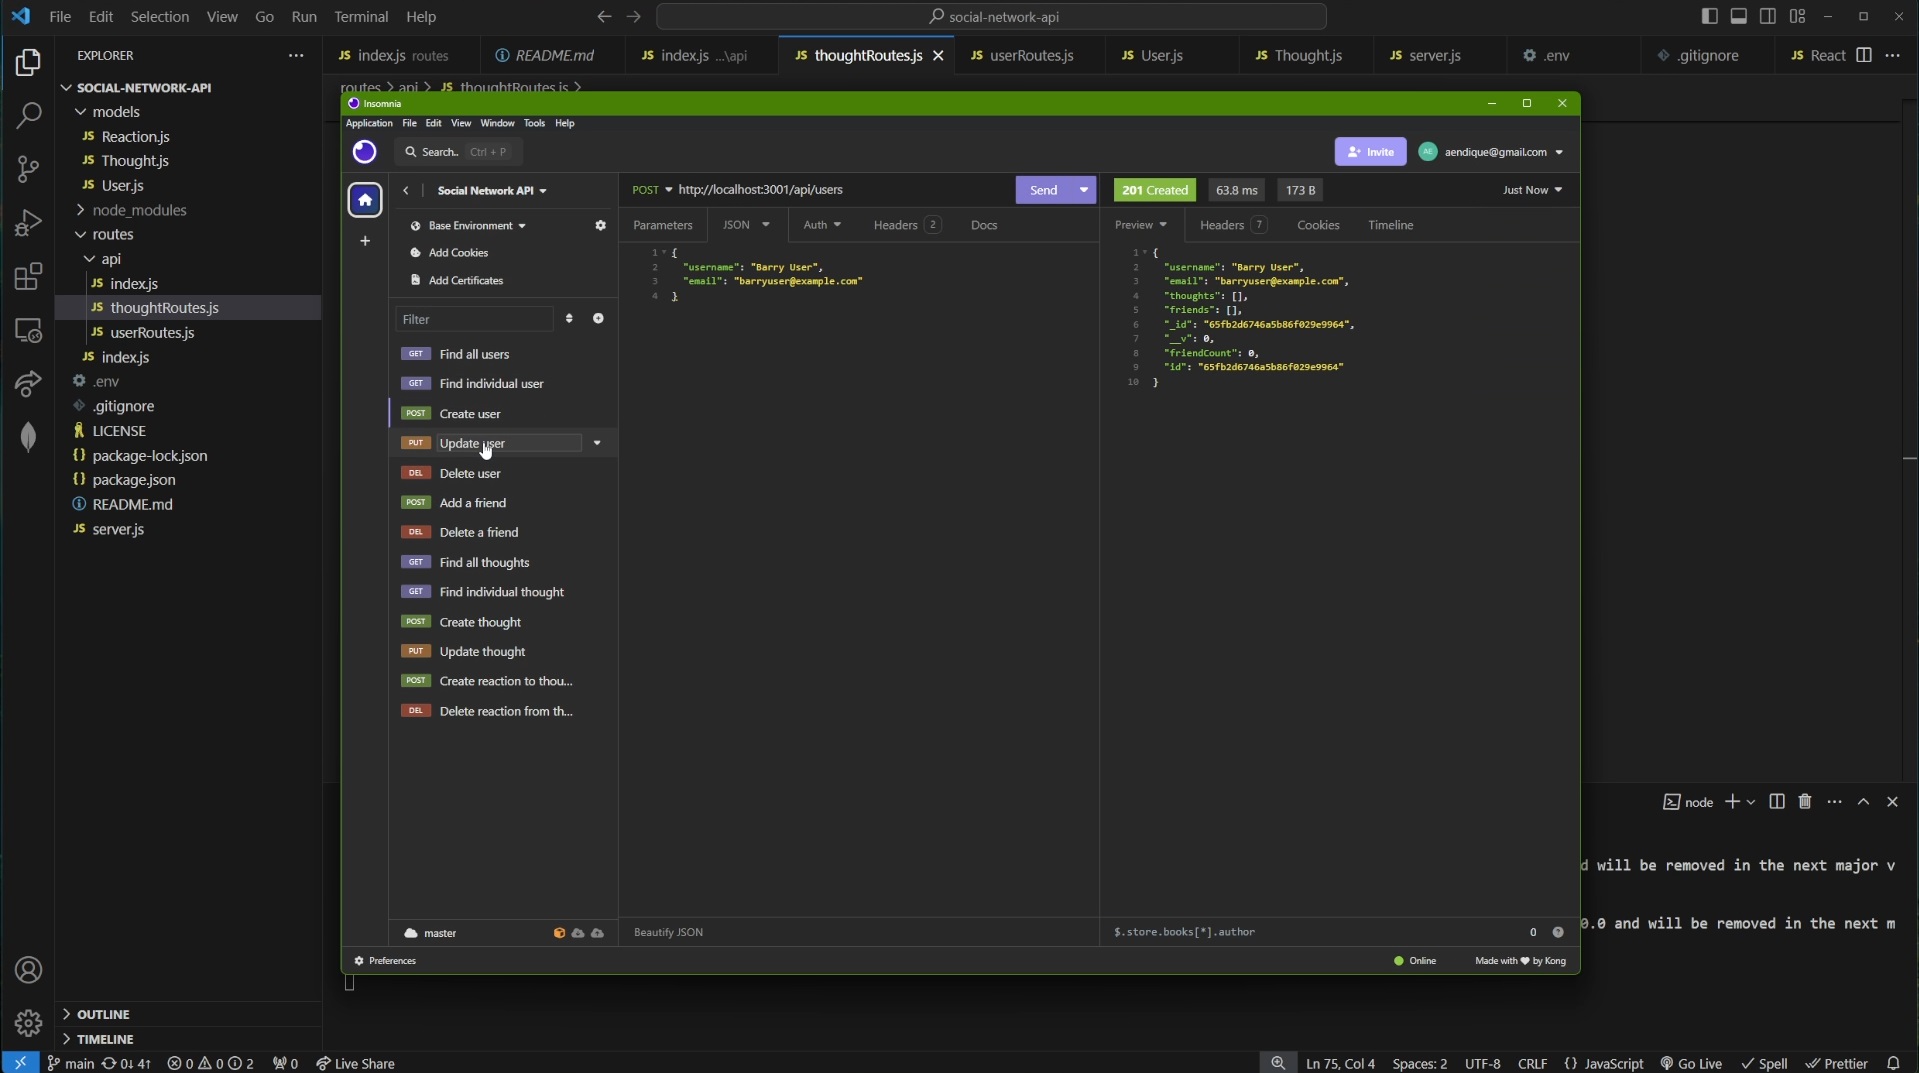 File Edit Selection View Go Run Terminal Help
social-network-api
EXPLORER
SOCIAL-NETWORK-API
models
JS Reaction.js
JS Thought.js
JS User.js
node_modules
routes
api
JS index.js
JS thoughtRoutes.js
JS userRoutes.js
JS index.js
.env
.gitignore
LICENSE
{} package-lock.json
{} package.json
README.md
JS server.js
OUTLINE
TIMELINE
JS index.js routes
README.md
JS index.js ...\api
JS thoughtRoutes.js
JS userRoutes.js
JS User.js
JS Thought.js
JS server.js
.env
.gitignore
JS React
routes > api > JS thoughtRoutes.js >
Insomnia
Application File Edit View Window Tools Help
Search.. Ctrl + P
Invite
AE aendique@gmail.com
Social Network API
Base Environment
Add Cookies
Add Certificates
Filter
GET Find all users
GET Find individual user
POST Create user
PUT Update user
DEL Delete user
POST Add a friend
DEL Delete a friend
GET Find all thoughts
GET Find individual thought
POST Create thought
PUT Update thought
POST Create reaction to thou...
DEL Delete reaction from th...
master
POST http://localhost:3001/api/users
Send
Parameters JSON Auth Headers 2 Docs
1 {
2 "username": "Barry User",
3 "email": "barryuser@example.com"
4 }
Beautify JSON
201 Created 63.8 ms 173 B Just Now
Preview Headers 7 Cookies Timeline
1 {
2 "username": "Barry User",
3 "email": "barryuser@example.com",
4 "thoughts": [],
5 "friends": [],
6 "_id": "65fb2d6746a5b86f029e9964",
7 "__v": 0,
8 "friendCount": 0,
9 "id": "65fb2d6746a5b86f029e9964"
10 }
$.store.books[*].author 0
Preferences
Online Made with ♥ by Kong
node
d will be removed in the next major v
0.0 and will be removed in the next m
main 0↓ 4↑ 0 0 2 0 Live Share
Ln 75, Col 4 Spaces: 2 UTF-8 CRLF {} JavaScript Go Live Spell Prettier